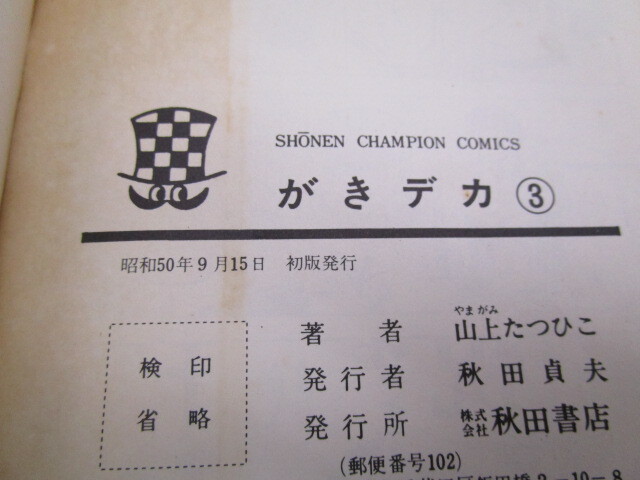 SHŌNEN CHAMPION COMICS
がきデカ③
昭和50年9月15日 初版発行
検印
省略
著者 山上たつひこ
やまがみ
発行者 秋田貞夫
発行所 株式会社 秋田書店
(郵便番号102)